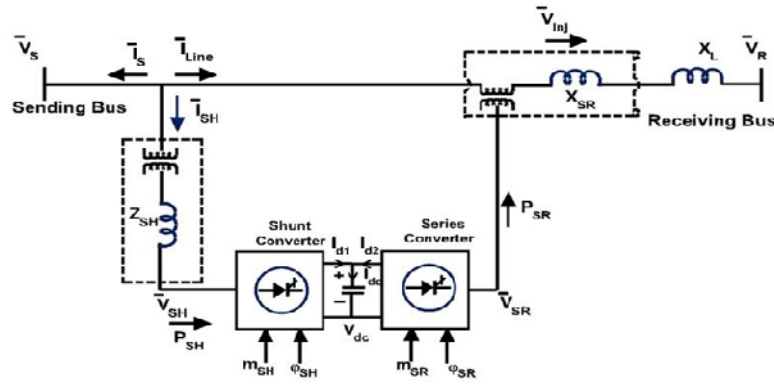 V̄S
ĪS
ĪLine
V̄Inj
XL
V̄R
Sending Bus
XSR
Receiving Bus
ĪSH
ZSH
PSR
Shunt
Converter
Id1
Id2
Series
Converter
+
Idc
−
V̄SH
PSH
Vdc
V̄SR
mSH
φSH
mSR
φSR